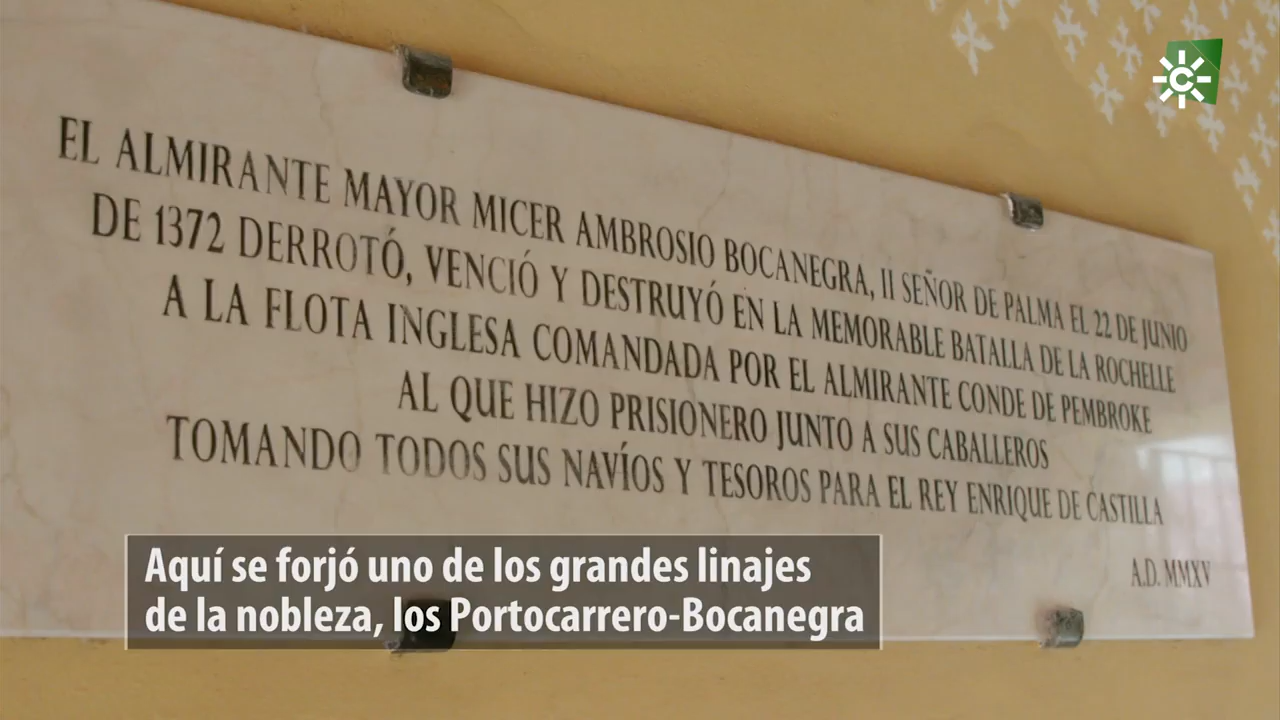 EL ALMIRANTE MAYOR MICER AMBROSIO BOCANEGRA, II SEÑOR DE PALMA EL 22 DE JUNIO
DE 1372 DERROTÓ, VENCIÓ Y DESTRUYÓ EN LA MEMORABLE BATALLA DE LA ROCHELLE
A LA FLOTA INGLESA COMANDADA POR EL ALMIRANTE CONDE DE PEMBROKE
AL QUE HIZO PRISIONERO JUNTO A SUS CABALLEROS
TOMANDO TODOS SUS NAVÍOS Y TESOROS PARA EL REY ENRIQUE DE CASTILLA
A.D. MMXV
Aquí se forjó uno de los grandes linajes
de la nobleza, los Portocarrero-Bocanegra